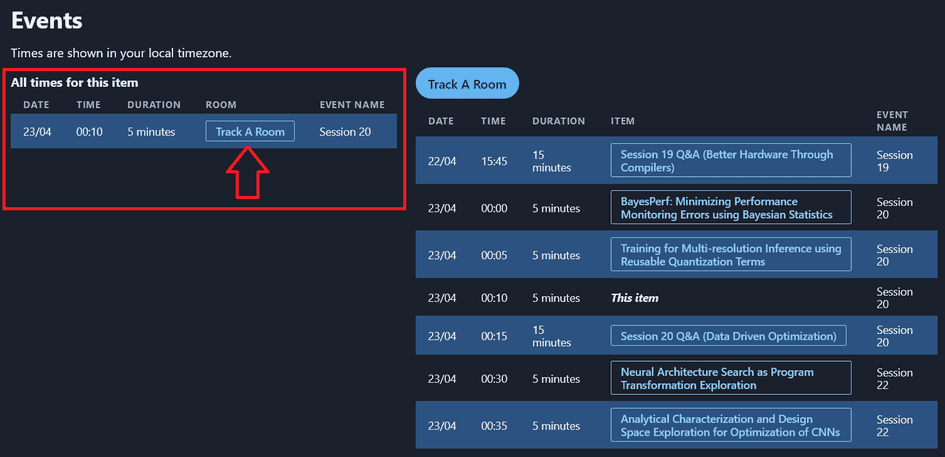 Events
Times are shown in your local timezone.
All times for this item
DATE TIME DURATION ROOM EVENT NAME
23/04 00:10 5 minutes Track A Room Session 20
Track A Room
DATE TIME DURATION ITEM EVENT NAME
22/04 15:45 15 minutes Session 19 Q&A (Better Hardware Through Compilers) Session 19
23/04 00:00 5 minutes BayesPerf: Minimizing Performance Monitoring Errors using Bayesian Statistics Session 20
23/04 00:05 5 minutes Training for Multi-resolution Inference using Reusable Quantization Terms Session 20
23/04 00:10 5 minutes This item Session 20
23/04 00:15 15 minutes Session 20 Q&A (Data Driven Optimization) Session 20
23/04 00:30 5 minutes Neural Architecture Search as Program Transformation Exploration Session 22
23/04 00:35 5 minutes Analytical Characterization and Design Space Exploration for Optimization of CNNs Session 22